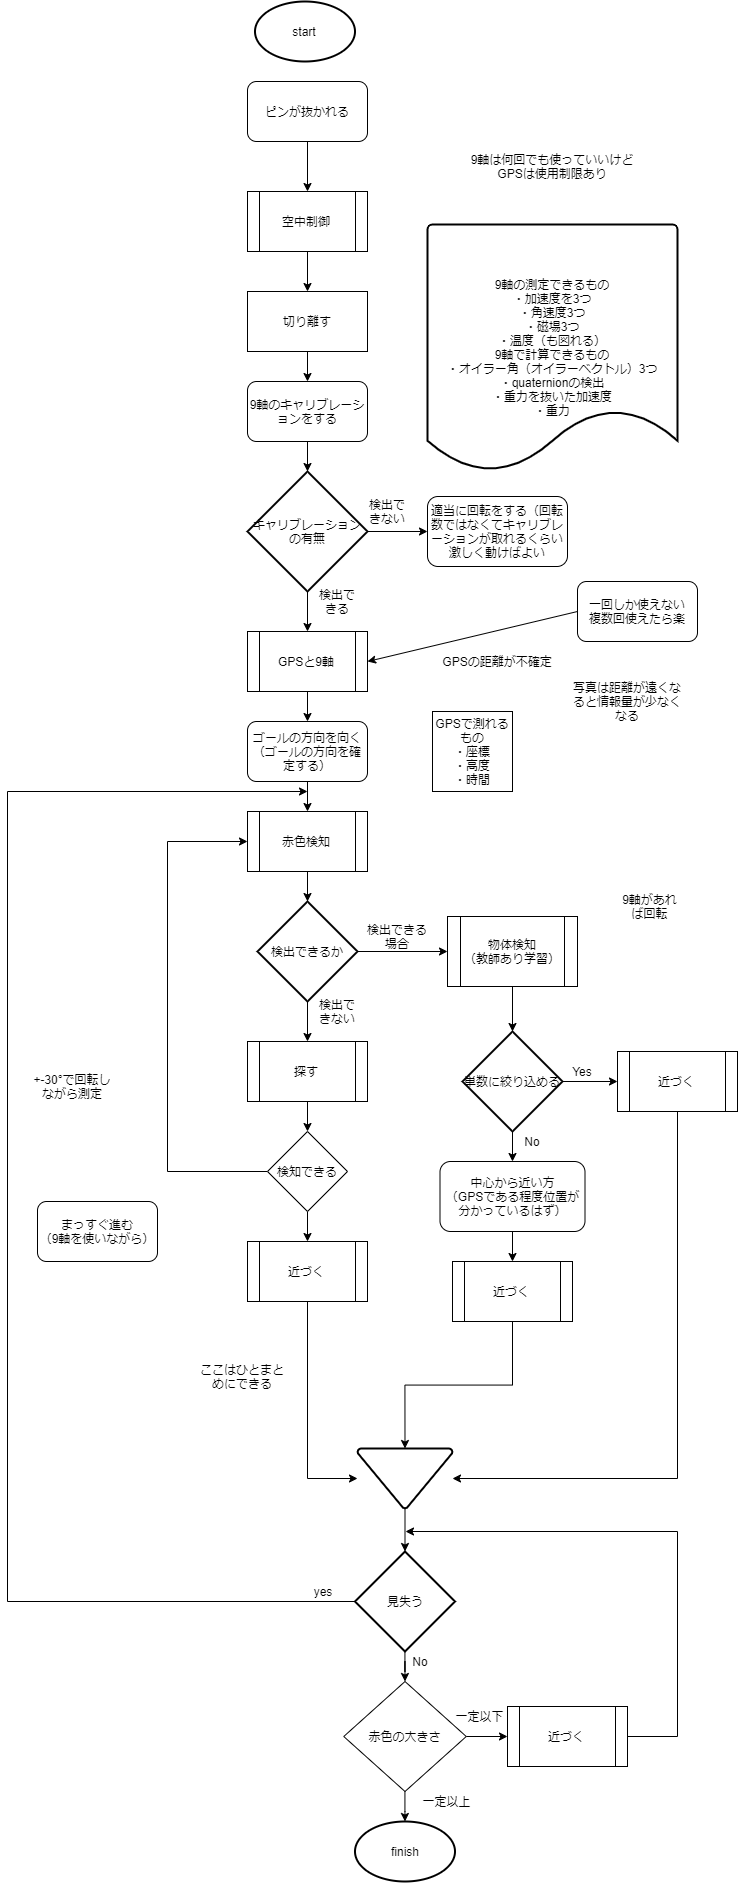 start
ピンが抜かれる
9軸は何回でも使っていいけど
GPSは使用制限あり
空中制御
切り離す
9軸の測定できるもの
・加速度を3つ
・角速度3つ
・磁場3つ
・温度（も図れる）
9軸で計算できるもの
・オイラー角（オイラーベクトル）3つ
・quaternionの検出
・重力を抜いた加速度
・重力
9軸のキャリブレーシ
ョンをする
キャリブレーション
の有無
検出で
きない
適当に回転をする（回転
数ではなくてキャリブレ
ーションが取れるくらい
激しく動けばよい
検出で
きる
一回しか使えない
複数回使えたら楽
GPSと9軸
GPSの距離が不確定
写真は距離が遠くな
ると情報量が少なく
なる
ゴールの方向を向く
（ゴールの方向を確
定する）
GPSで測れる
もの
・座標
・高度
・時間
赤色検知
9軸があれ
ば回転
検出できるか
検出できる
場合
物体検知
（教師あり学習）
検出で
きない
探す
+-30°で回転し
ながら測定
単数に絞り込める
Yes
近づく
No
検知できる
中心から近い方
（GPSである程度位置が
分かっているはず）
まっすぐ進む
（9軸を使いながら）
近づく
近づく
ここはひとまと
めにできる
yes
見失う
No
赤色の大きさ
一定以下
近づく
一定以上
finish